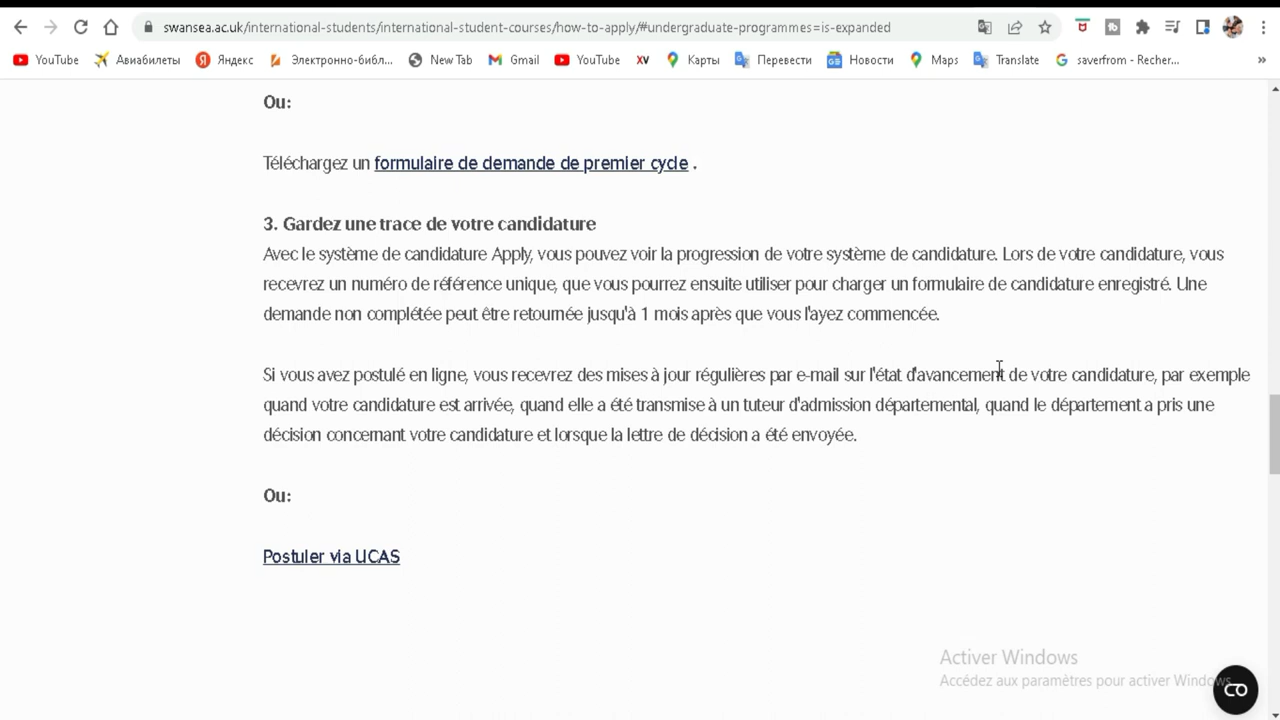 swansea.ac.uk/international-students/international-student-courses/how-to-apply/#undergraduate-programmes=is-expanded
YouTube Авиабилеты Яндекс Электронно-библ... New Tab Gmail YouTube XV Карты Перевести Новости Maps Translate saverfrom - Recher... »
Ou:
Téléchargez un formulaire de demande de premier cycle .
3. Gardez une trace de votre candidature
Avec le système de candidature Apply, vous pouvez voir la progression de votre système de candidature. Lors de votre candidature, vous
recevrez un numéro de référence unique, que vous pourrez ensuite utiliser pour charger un formulaire de candidature enregistré. Une
demande non complétée peut être retournée jusqu'à 1 mois après que vous l'ayez commencée.
Si vous avez postulé en ligne, vous recevrez des mises à jour régulières par e-mail sur l'état d'avancement de votre candidature, par exemple
quand votre candidature est arrivée, quand elle a été transmise à un tuteur d'admission départemental, quand le département a pris une
décision concernant votre candidature et lorsque la lettre de décision a été envoyée.
Ou:
Postuler via UCAS
Activer Windows
Accédez aux paramètres pour activer Windows.